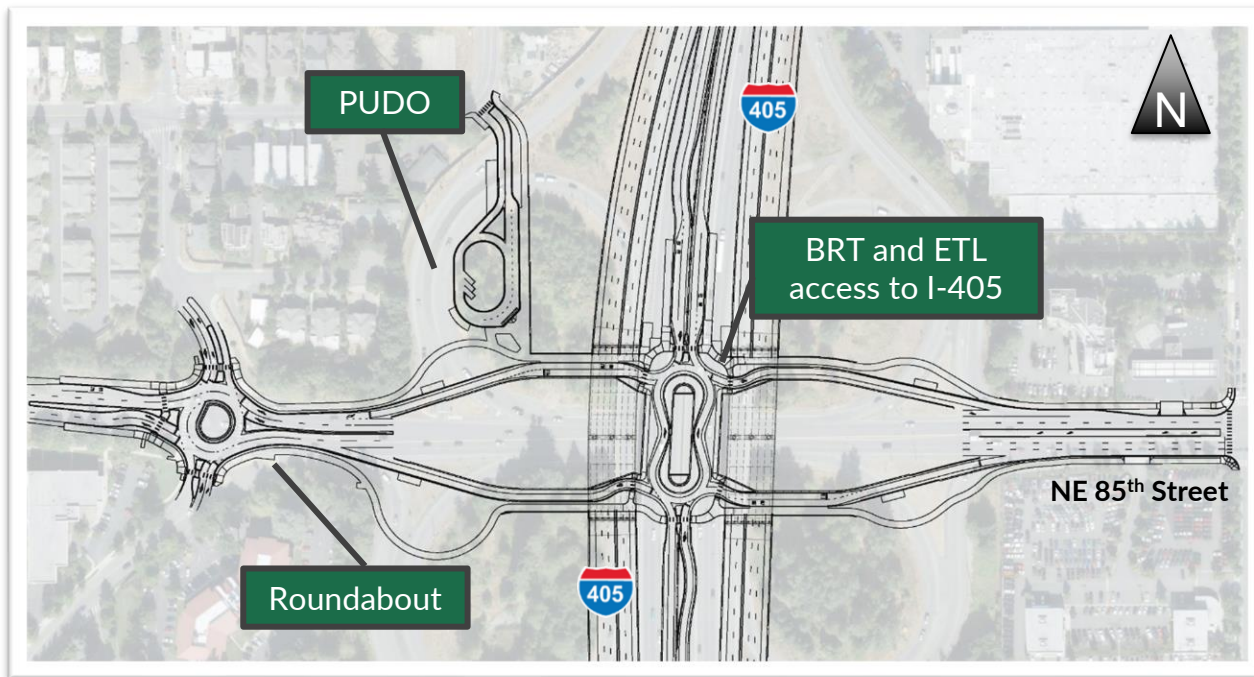 PUDO
405
N
BRT and ETL
access to I-405
NE 85th Street
405
Roundabout